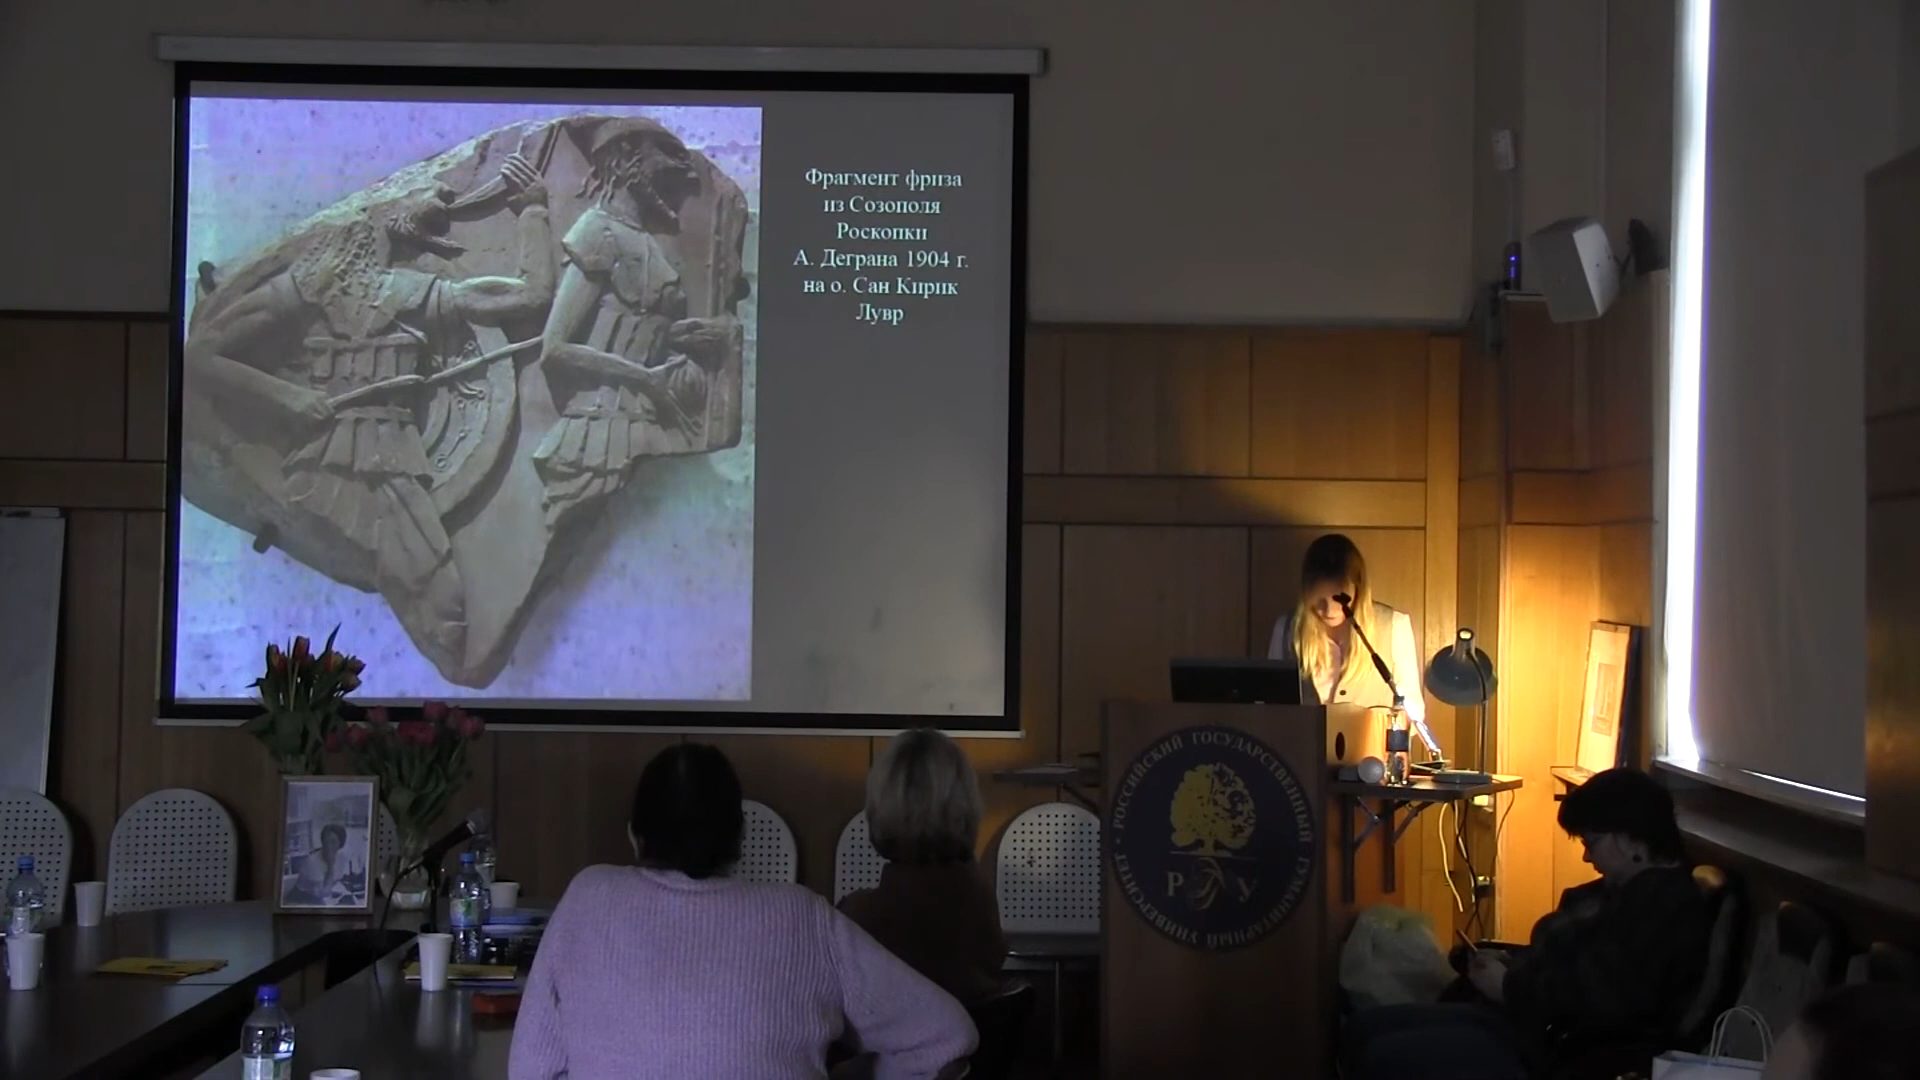 Фрагмент фриза
из Созополя
Роскопки
А. Деграна 1904 г.
на о. Сан Кирик
Лувр
РОССИЙСКИЙ ГОСУДАРСТВЕННЫЙ ГУМАНИТАРНЫЙ УНИВЕРСИТЕТ
Р Г У